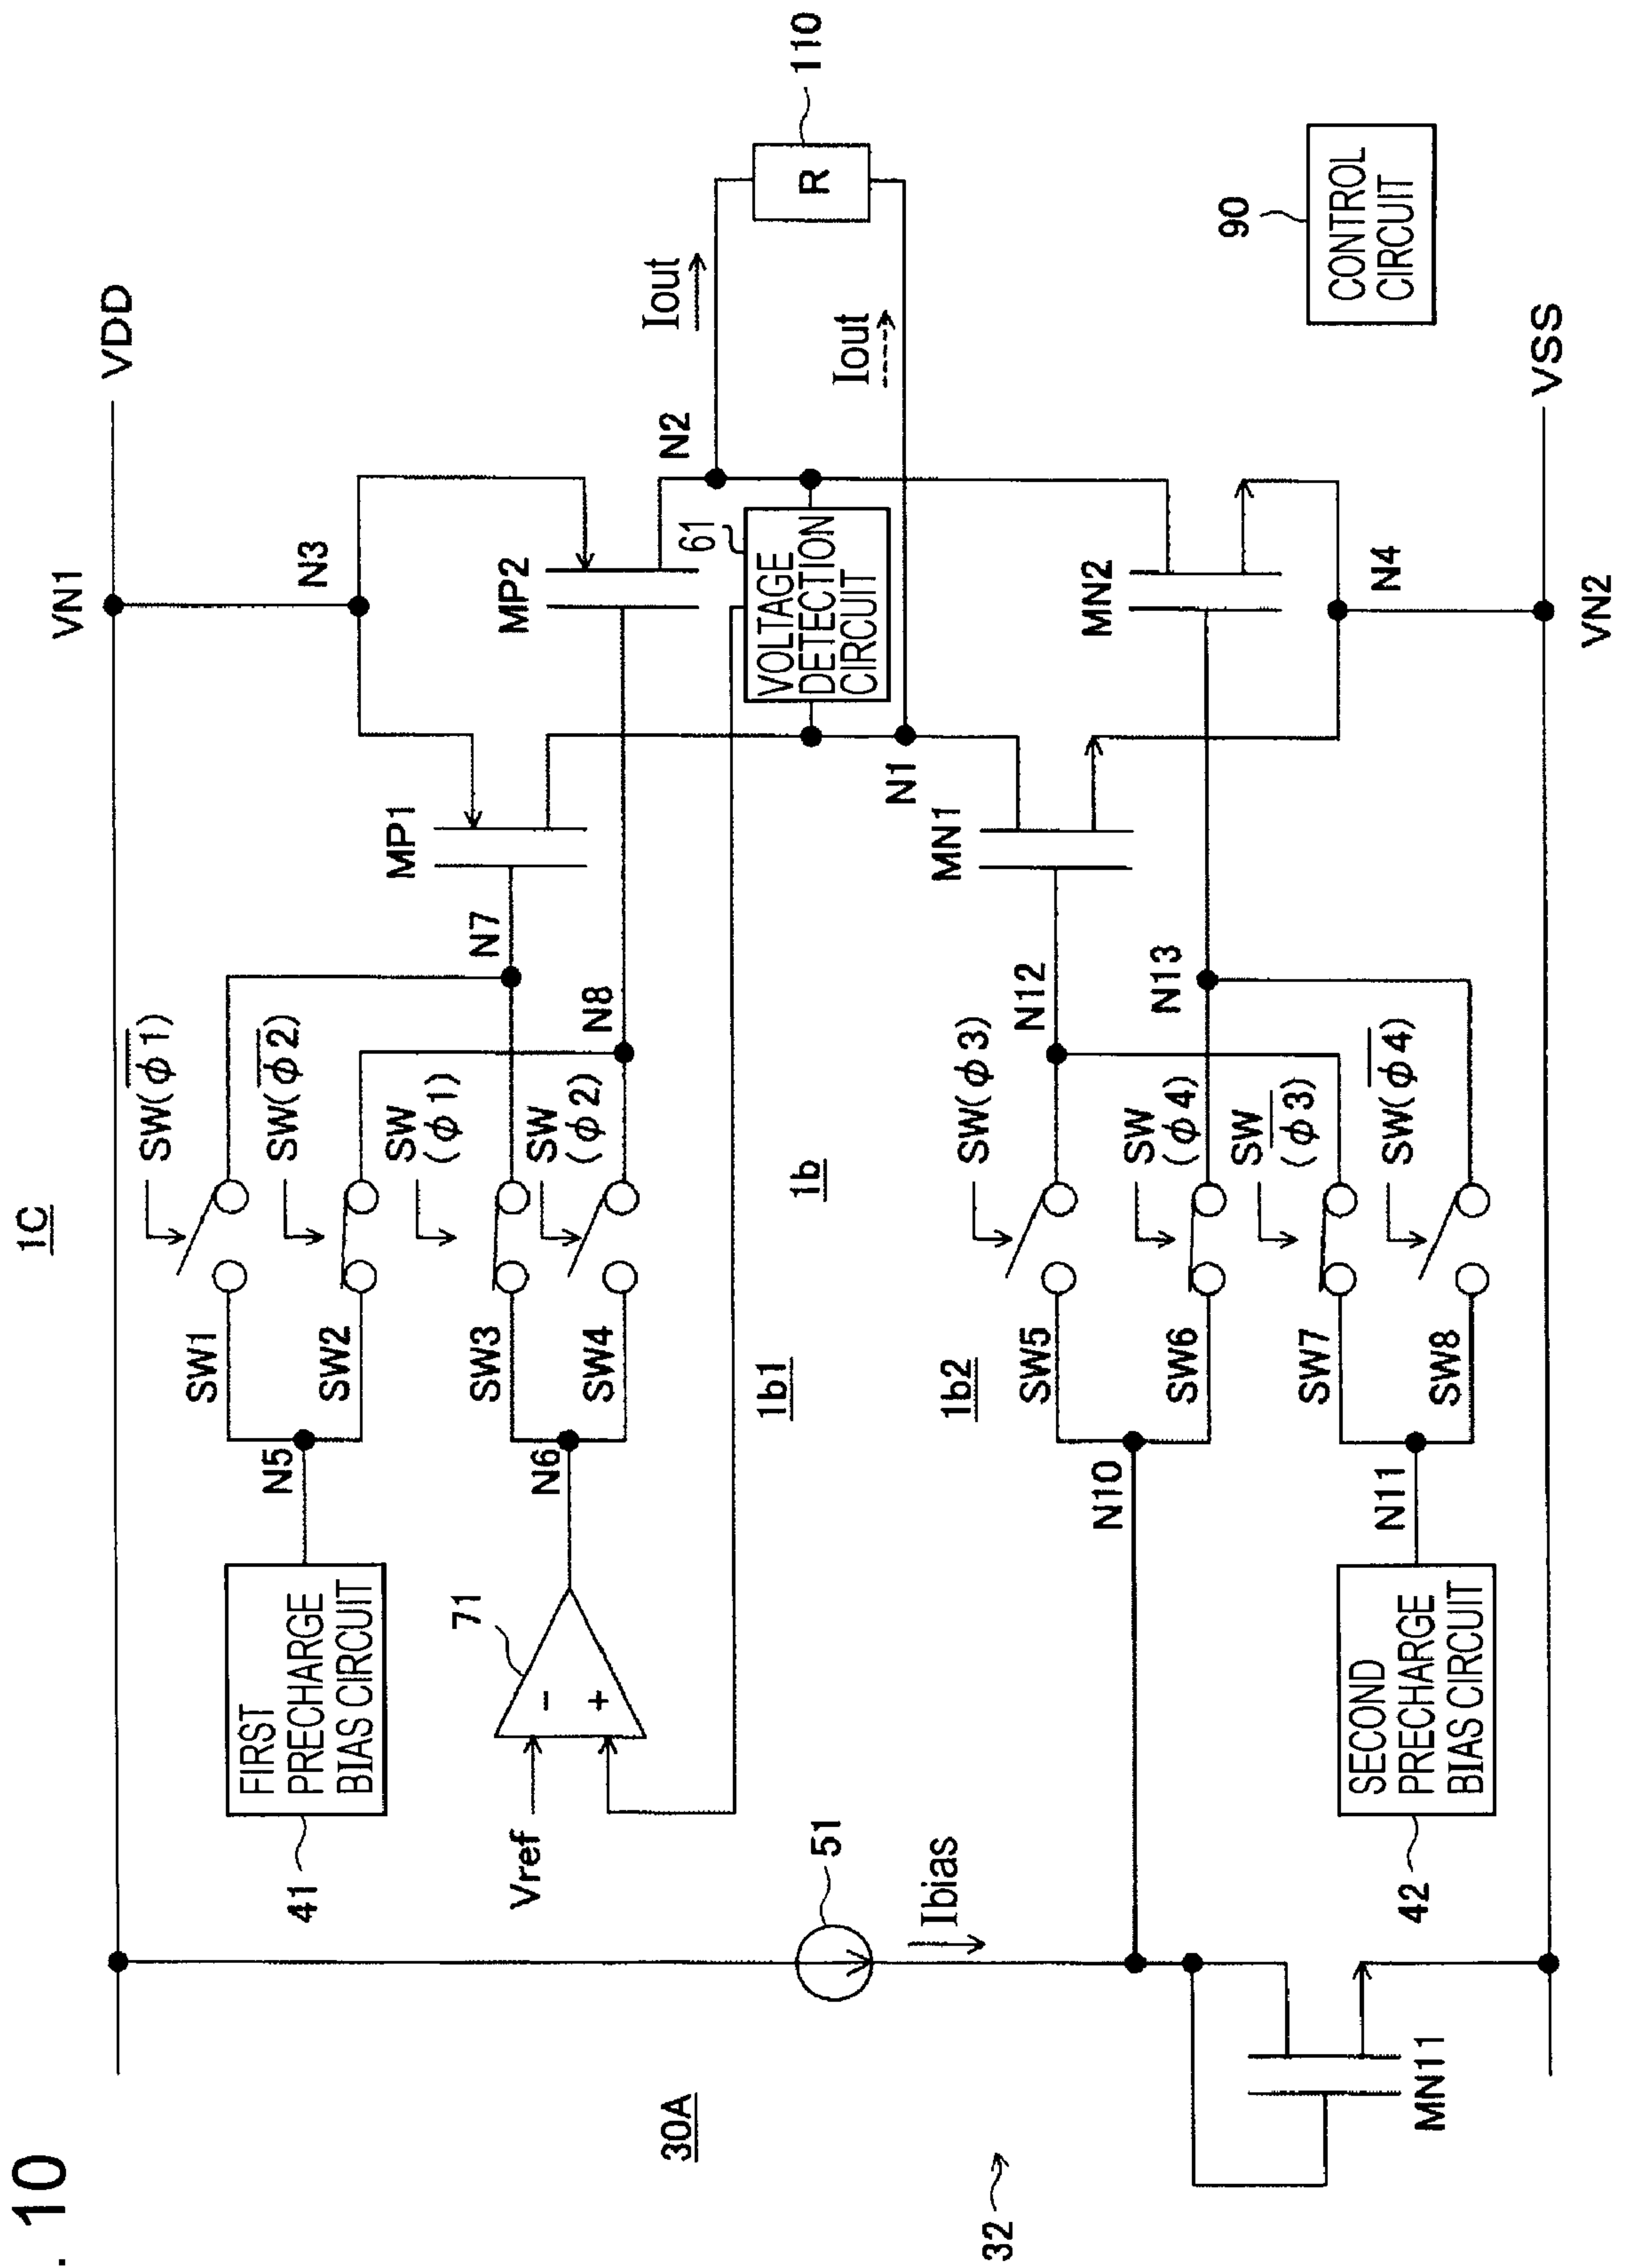 . 10
1C
VN1
VDD
SW(φ1)
SW1
N3
FIRST
PRECHARGE
BIAS CIRCUIT
41
N5
SW(φ2)
SW2
MP1
N7
MP2
SW
(φ1)
SW3
71
-
+
Vref
N6
N8
SW
(φ2)
SW4
N2
Iout
R
110
61
VOLTAGE
DETECTION
CIRCUIT
Iout
N1
1b1
1b
30A
51
Ibias
1b2
SW(φ3)
SW5
N12
MN1
MN2
90
CONTROL
CIRCUIT
32
N10
SW
(φ4)
SW6
N13
SW
(φ3)
SW7
N4
SECOND
PRECHARGE
BIAS CIRCUIT
42
N11
SW(φ4)
SW8
MN11
VN2
VSS